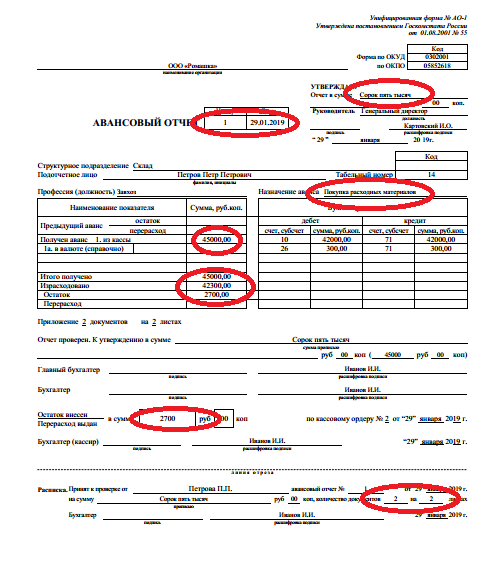 Унифицированная форма № АО-1
Утверждена постановлением Госкомстата России
от 01.08.2001 № 55
Код
Форма по ОКУД 0302001
ООО «Ромашка» по ОКПО 05852618
наименование организации
УТВЕРЖДАЮ
Отчет в сумме Сорок пять тысяч
00 коп.
Руководитель Генеральный директор
должность
АВАНСОВЫЙ ОТЧЕТ 1 29.01.2019
Картовский И.О.
подпись расшифровка подписи
“ 29 ” января 20 19 г.
Код
Структурное подразделение Склад
Подотчетное лицо Петров Петр Петрович Табельный номер 14
фамилия, инициалы
Профессия (должность) Завхоз Назначение аванса Покупка расходных материалов
Наименование показателя Сумма, руб.коп.
дебет кредит
Предыдущий аванс остаток
перерасход
счет, субсчет сумма, руб.коп. счет, субсчет сумма, руб.коп.
Получен аванс 1. из кассы 45000,00 10 42000,00 71 42000,00
1а. в валюте (справочно) 26 300,00 71 300,00
Итого получено 45000,00
Израсходовано 42300,00
Остаток 2700,00
Перерасход
Приложение 2 документов на 2 листах
Отчет проверен. К утверждению в сумме Сорок пять тысяч
сумма прописью
руб 00 коп ( 45000 руб 00 коп)
Главный бухгалтер Иванов И.И.
подпись расшифровка подписи
Бухгалтер Иванов И.И.
подпись расшифровка подписи
Остаток внесен
Перерасход выдан в сумме 2700 руб 00 коп по кассовому ордеру № 2 от “29” января 2019 г.
Бухгалтер (кассир) Иванов И.И. “29” января 2019 г.
подпись расшифровка подписи
линия отреза
Расписка. Принят к проверке от Петрова П.П. авансовый отчет № 1 от 29 января 2019 г.
на сумму Сорок пять тысяч руб 00 коп, количество документов 2 на 2 листах
прописью
Бухгалтер Иванов И.И. “ 29 ” января 2019 г.
подпись расшифровка подписи